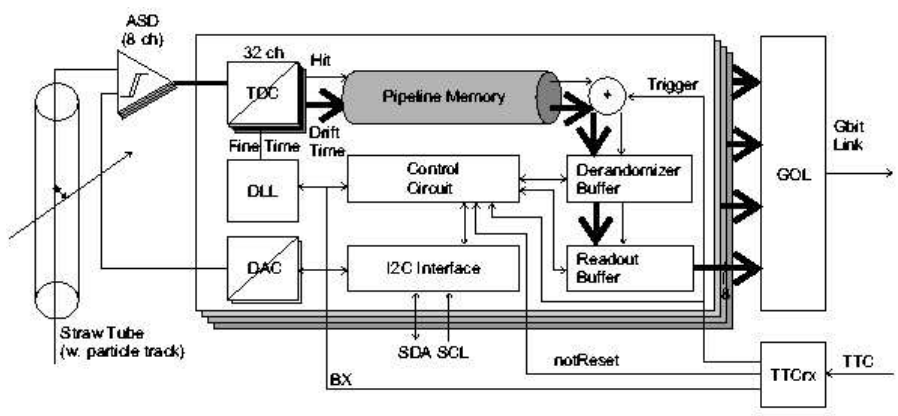 ASD
(8 ch)
32 ch
Hit
TDC
Pipeline Memory
+
Trigger
Drift
Time
Fine Time
Gbit
Link
GOL
DLL
Control
Circuit
Derandomizer
Buffer
DAC
I2C Interface
Readout
Buffer
8
Straw Tube
(w. particle track)
SDA SCL
notReset
BX
TTCrx
TTC